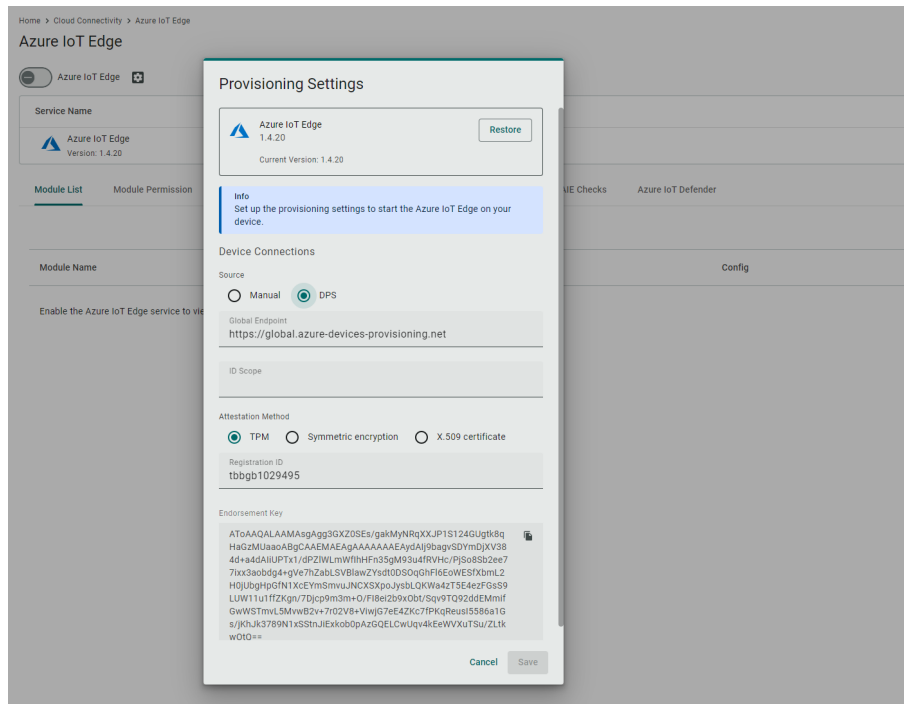 Home > Cloud Connectivity > Azure IoT Edge
Azure IoT Edge
Azure IoT Edge
Service Name
Azure IoT Edge
Version: 1.4.20
Module List Module Permission
AIE Checks Azure IoT Defender
Module Name
Config
Enable the Azure IoT Edge service to vie
Provisioning Settings
Azure IoT Edge
1.4.20
Restore
Current Version: 1.4.20
Info
Set up the provisioning settings to start the Azure IoT Edge on your
device.
Device Connections
Source
Manual DPS
Global Endpoint
https://global.azure-devices-provisioning.net
ID Scope
Attestation Method
TPM Symmetric encryption X.509 certificate
Registration ID
tbbgb1029495
Endorsement Key
AToAAQALAAMAsgAgg3GXZ0SEs/gakMyNRqXXJP1S124GUgtk8q
HaGzMUaaoABgCAAEMAEAgAAAAAAAEAydAIj9bagvSDYmDjXV38
4d+a4dAIiUPTx1/dPZlWLmWfIhHFn35gM93u4fRVHc/PjSo8Sb2ee7
7ixx3aobdg4+gVe7hZabLSVBlawZYsdt0DSOqGhFl6EoWESfXbmL2
H0jUbgHpGfN1XcEYmSmvuJNCXSXpoJysbLQKWa4zT5E4ezFGsS9
LUW11u1ffZKgn/7Djcp9m3m+O/FI8ei2b9xObt/Sqv9TQ92ddEMmif
GwWSTmvL5MvwB2v+7r02V8+ViwjG7eE4ZKc7fPKqReusI5586a1G
s/jKhJk3789N1xSStnJiExkob0pAzGQELCwUqv4kEeWVXuTSu/ZLtk
wOtQ==
Cancel Save